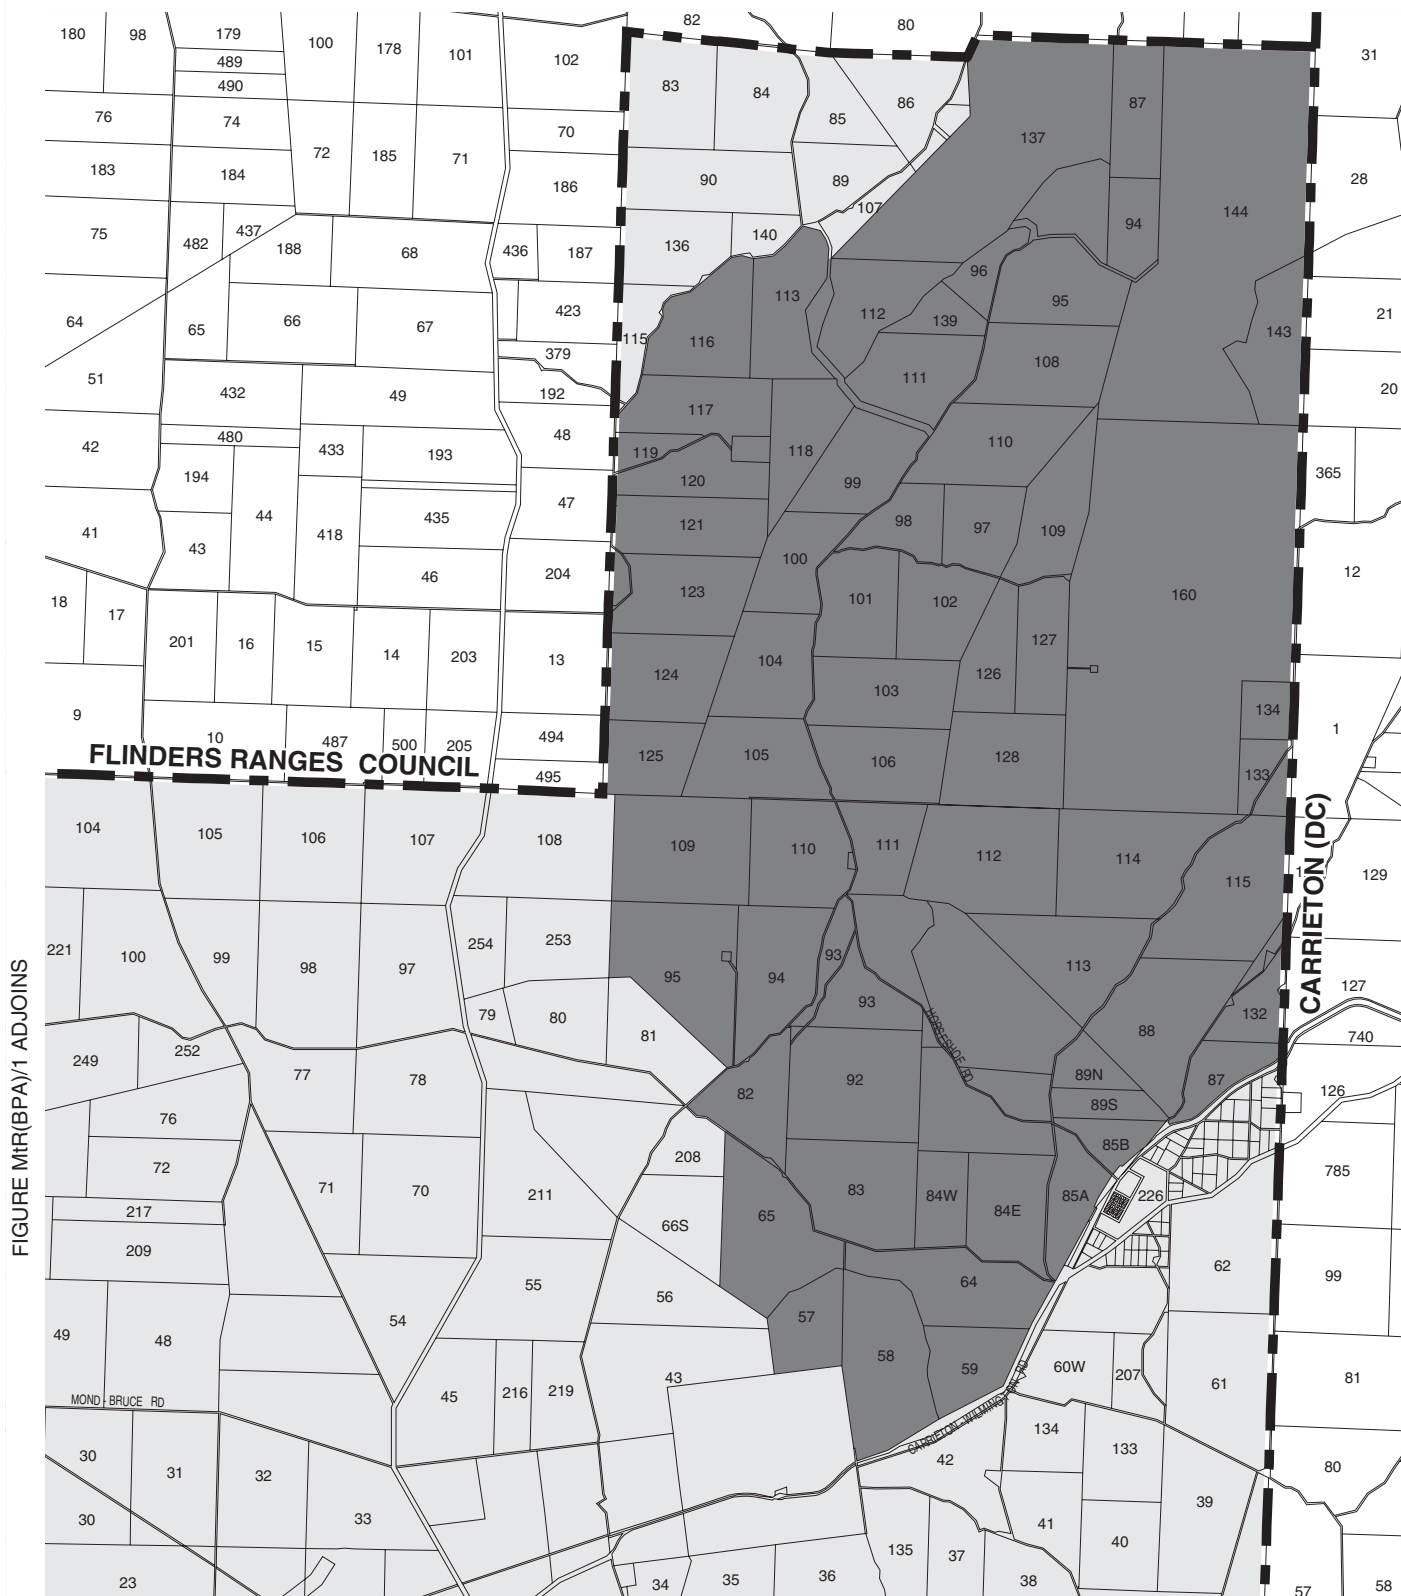 82 80
180 98 179 100 178 101 102 31
489
490
83 84 86 87
76 74 70 85 137
72 185 71
183 184 186 90 89 28
107 144
75 482 437 188 68 436 187 136 140 94
96
64 65 66 67 423 113 112 139 95 21
115 116 143
379
51 432 49 192 111 108 20
117
42 480 433 193 48 119 118 110 365
194 120 99
41 43 44 418 435 47 121 98 97 109
46 204 100 12
18 17 123 101 102 160
201 16 15 14 203 13 127
124 104 126
9 103 134
10 487 500 205 494 125 105 106 128 1
FLINDERS RANGES COUNCIL
495 133
CARRIETON (DC)
104 105 106 107 108 109 110 111 112 114
115 1 129
221 100 99 98 97 254 253 95 94 93 113
FIGURE MtR(BPA)/1 ADJOINS
79 80 81 93 88 132 127
740
249 252 77 78 HORSESHOE RD
82 92 89N 87 126
76 89S
72 208 85B
71 70 211 83 84W 84E 85A 226 785
217 66S 65
209
55 56 64 62 99
49 48 54 57
58 59 60W 207 61 81
MOND - BRUCE RD
45 216 219 43
CARRIETON - WILMINGTON RD
30 31 32 42 134 133 80
30 33 41 40 39
23 34 35 36 135 37 38 57 58